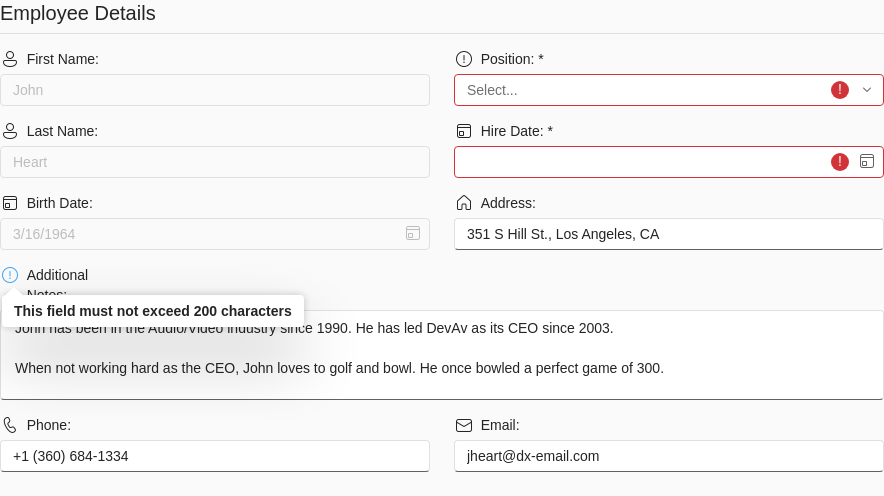 Employee Details
First Name:
John
Position: *
Select...
Last Name:
Heart
Hire Date: *
Birth Date:
3/16/1964
Address:
351 S Hill St., Los Angeles, CA
Additional
Notes:
This field must not exceed 200 characters
John has been in the Audio/Video industry since 1990. He has led DevAv as its CEO since 2003.
When not working hard as the CEO, John loves to golf and bowl. He once bowled a perfect game of 300.
Phone:
+1 (360) 684-1334
Email:
jheart@dx-email.com